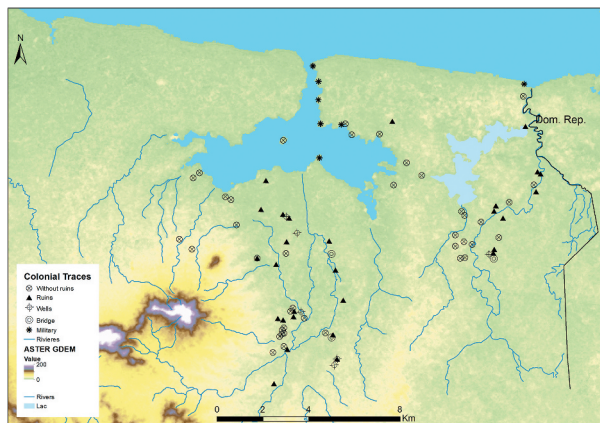 N
Dom. Rep.
Colonial Traces
Without ruins
Ruins
Wells
Bridge
Military
Rivieres
ASTER GDEM
Value
200
0
Rivers
Lac
0 2 4 8
Km